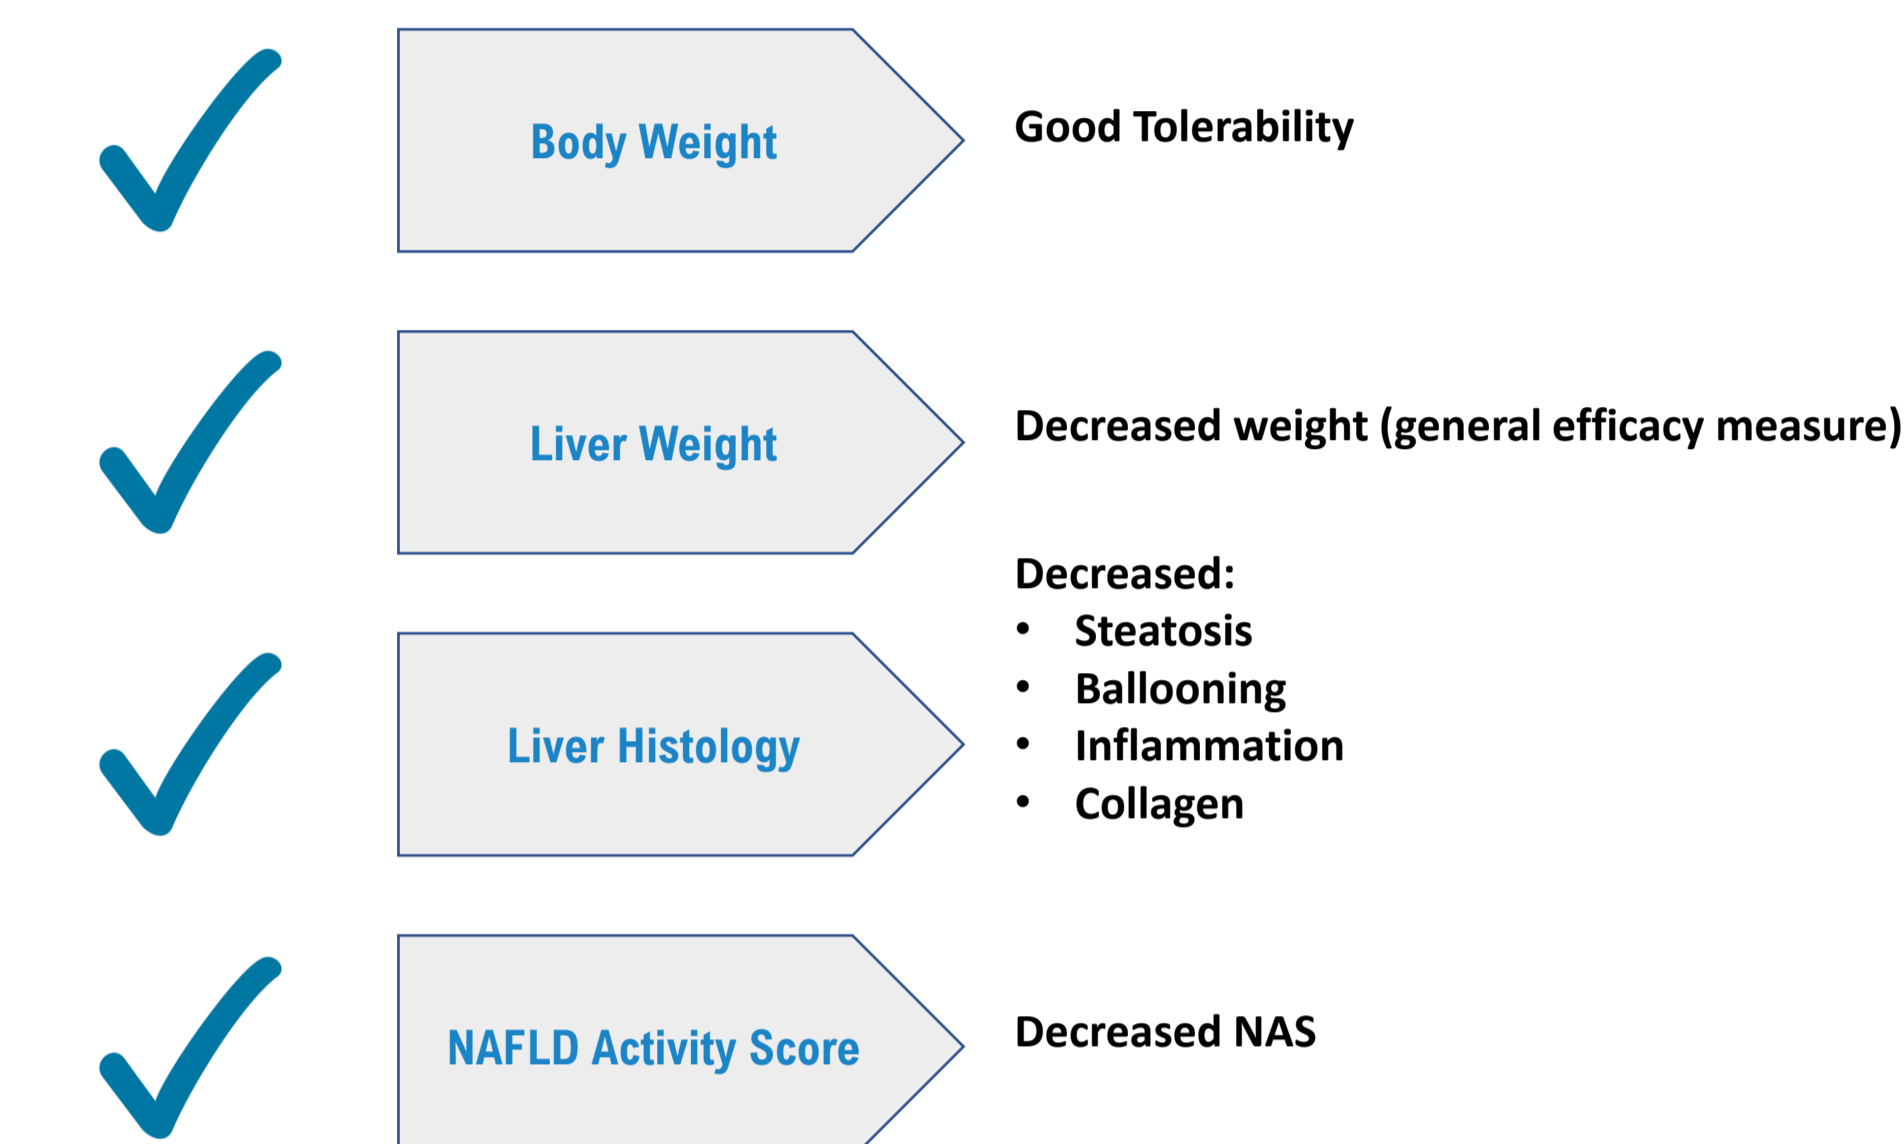 Body Weight
Good Tolerability
Liver Weight
Decreased weight (general efficacy measure)
Liver Histology
Decreased:
• Steatosis
• Ballooning
• Inflammation
• Collagen
NAFLD Activity Score
Decreased NAS